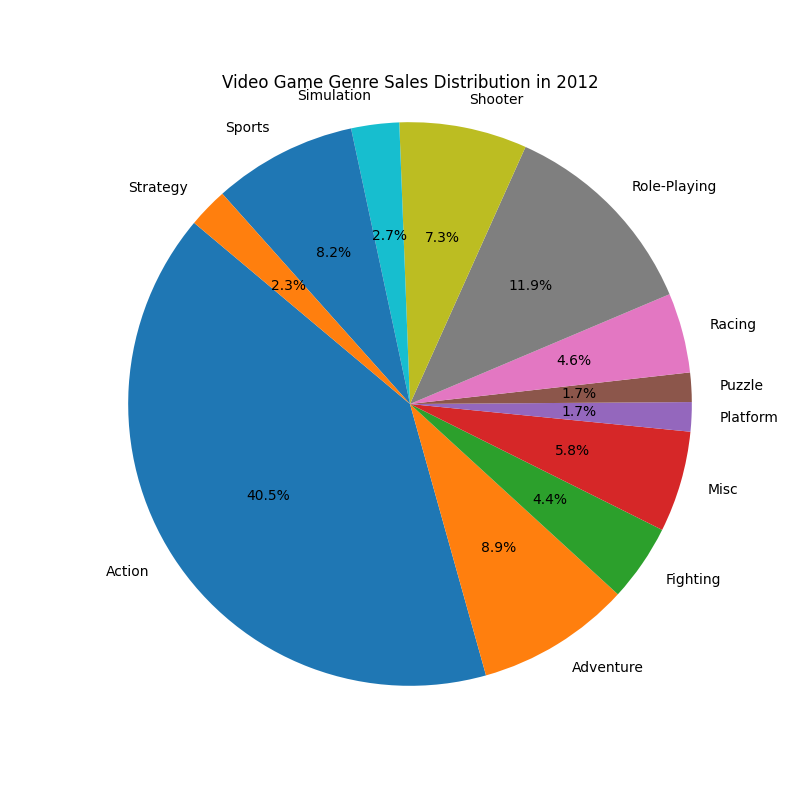 Video Game Genre Sales Distribution in 2012
Simulation
Shooter
Sports
Strategy
Role-Playing
Racing
Puzzle
Platform
Misc
Fighting
Adventure
Action
2.7%
7.3%
8.2%
2.3%
11.9%
4.6%
1.7%
1.7%
5.8%
4.4%
8.9%
40.5%